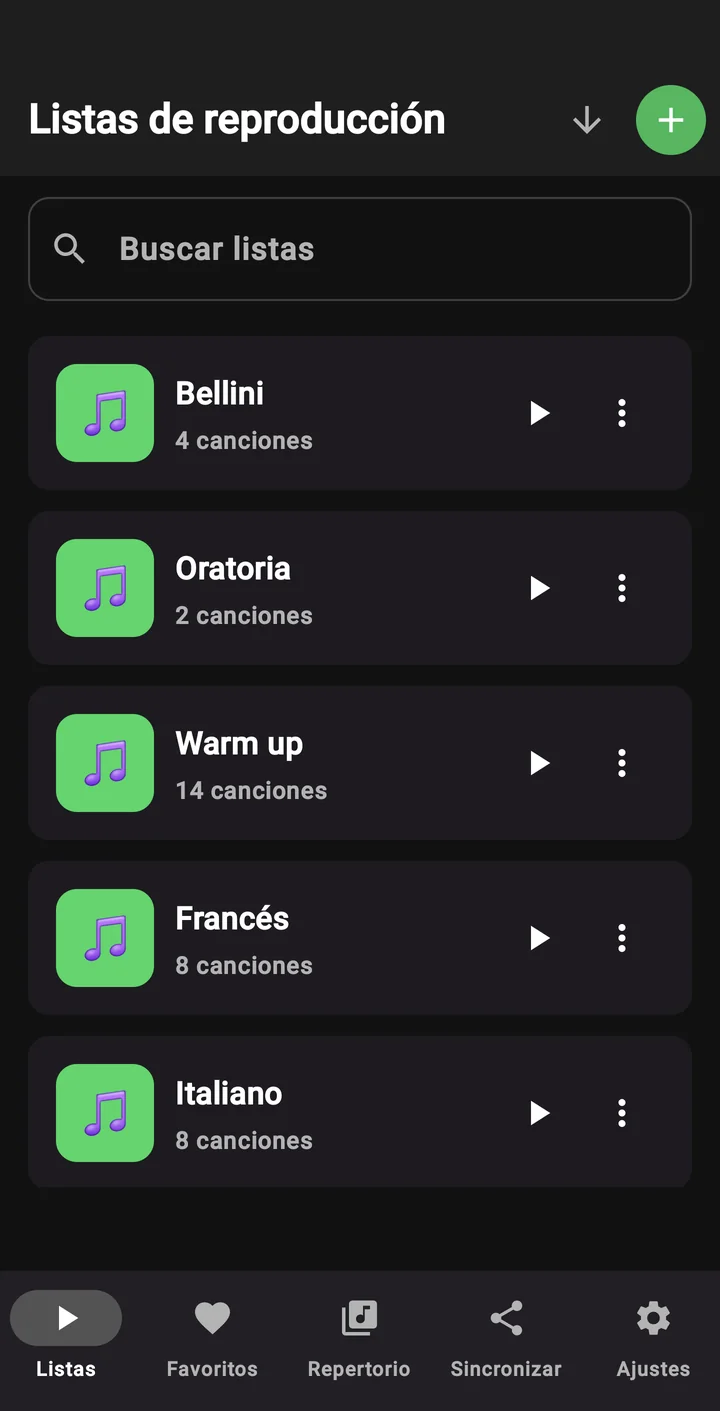 Listas de reproducción
Buscar listas
Bellini
4 canciones
Oratoria
2 canciones
Warm up
14 canciones
Francés
8 canciones
Italiano
8 canciones
Listas
Favoritos
Repertorio
Sincronizar
Ajustes